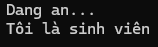 Dang an...
Tôi là sinh viên